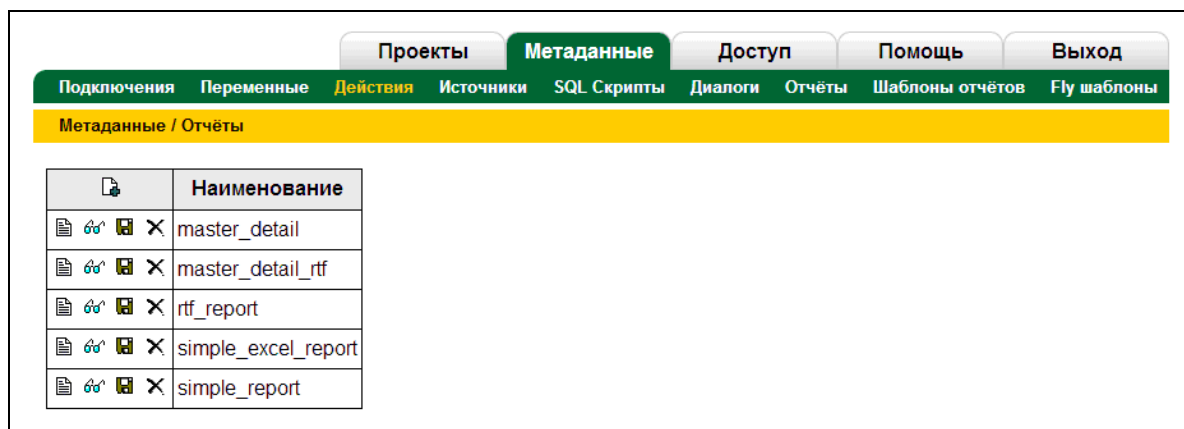 Проекты Метаданные Доступ Помощь Выход
Подключения Переменные Действия Источники SQL Скрипты Диалоги Отчёты Шаблоны отчётов Fly шаблоны
Метаданные / Отчёты
Наименование
master_detail
master_detail_rtf
rtf_report
simple_excel_report
simple_report